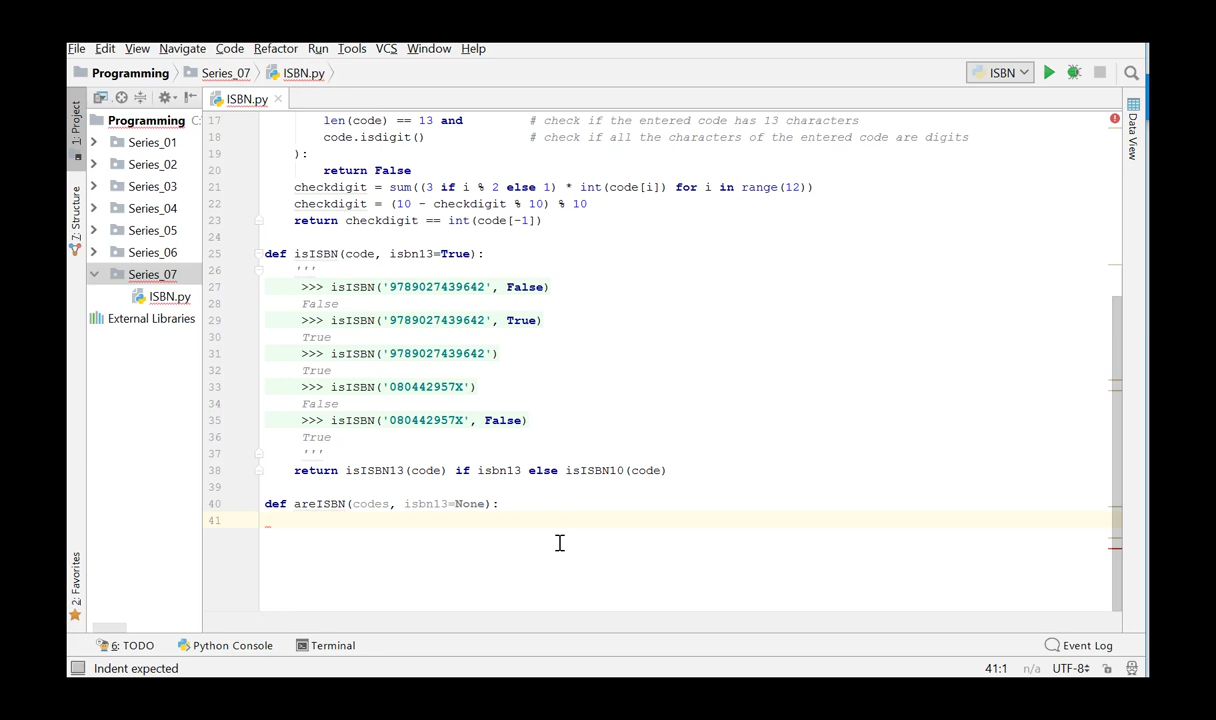 File Edit View Navigate Code Refactor Run Tools VCS Window Help
Programming Series_07 ISBN.py ISBN
1: Project
ISBN.py
Programming
Series_01
Series_02
Series_03
Series_04
Series_05
Series_06
Series_07
ISBN.py
External Libraries
7: Structure
2: Favorites
17 len(code) == 13 and # check if the entered code has 13 characters
18 code.isdigit() # check if all the characters of the entered code are digits
19 ):
20 return False
21 checkdigit = sum((3 if i % 2 else 1) * int(code[i]) for i in range(12))
22 checkdigit = (10 - checkdigit % 10) % 10
23 return checkdigit == int(code[-1])
24
25 def isISBN(code, isbn13=True):
26 '''
27 >>> isISBN('9789027439642', False)
28 False
29 >>> isISBN('9789027439642', True)
30 True
31 >>> isISBN('9789027439642')
32 True
33 >>> isISBN('080442957X')
34 False
35 >>> isISBN('080442957X', False)
36 True
37 '''
38 return isISBN13(code) if isbn13 else isISBN10(code)
39
40 def areISBN(codes, isbn13=None):
41
Data View
6: TODO Python Console Terminal Event Log
Indent expected 41:1 n/a UTF-8